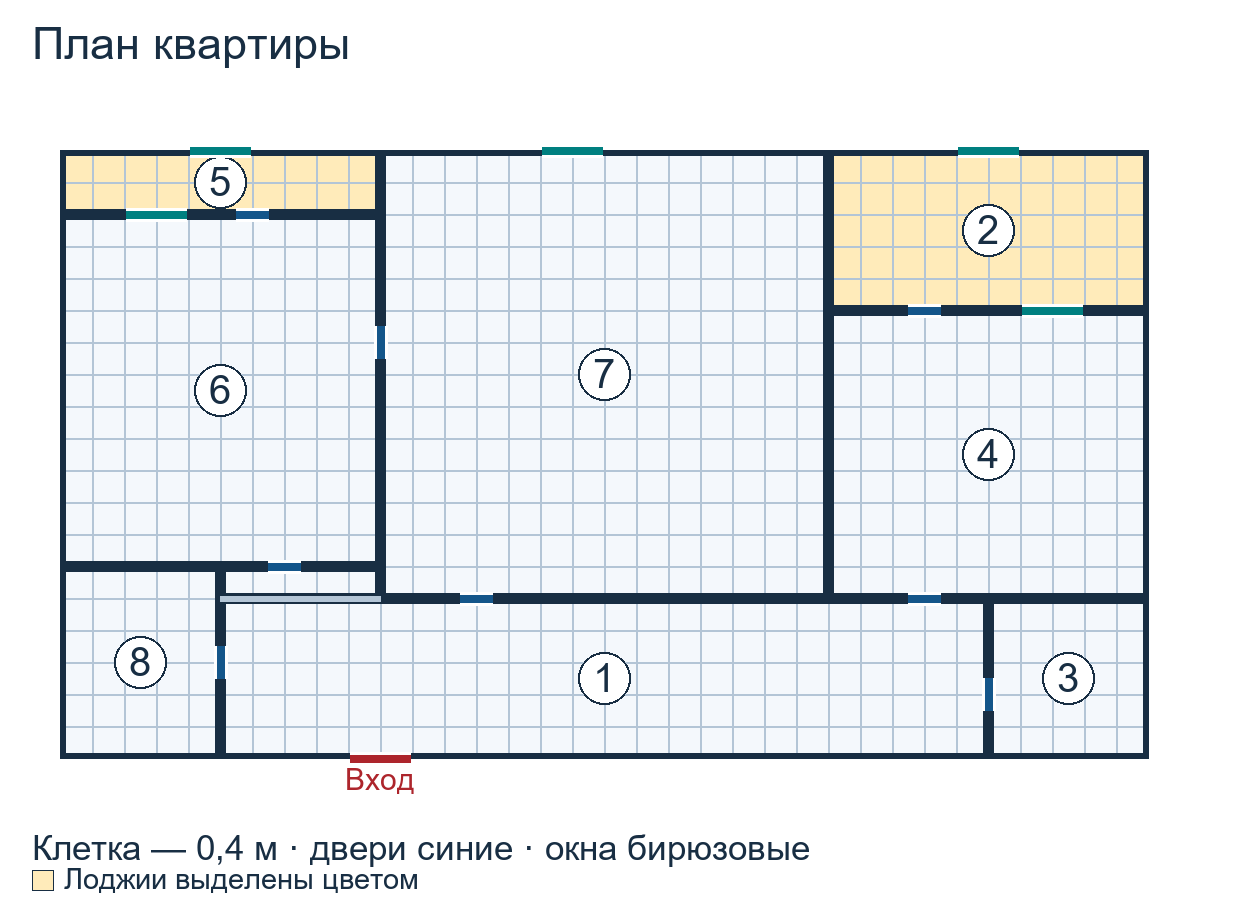 План квартиры
5
2
7
6
4
8
1
3
Вход
Клетка — 0,4 м · двери синие · окна бирюзовые
Лоджии выделены цветом